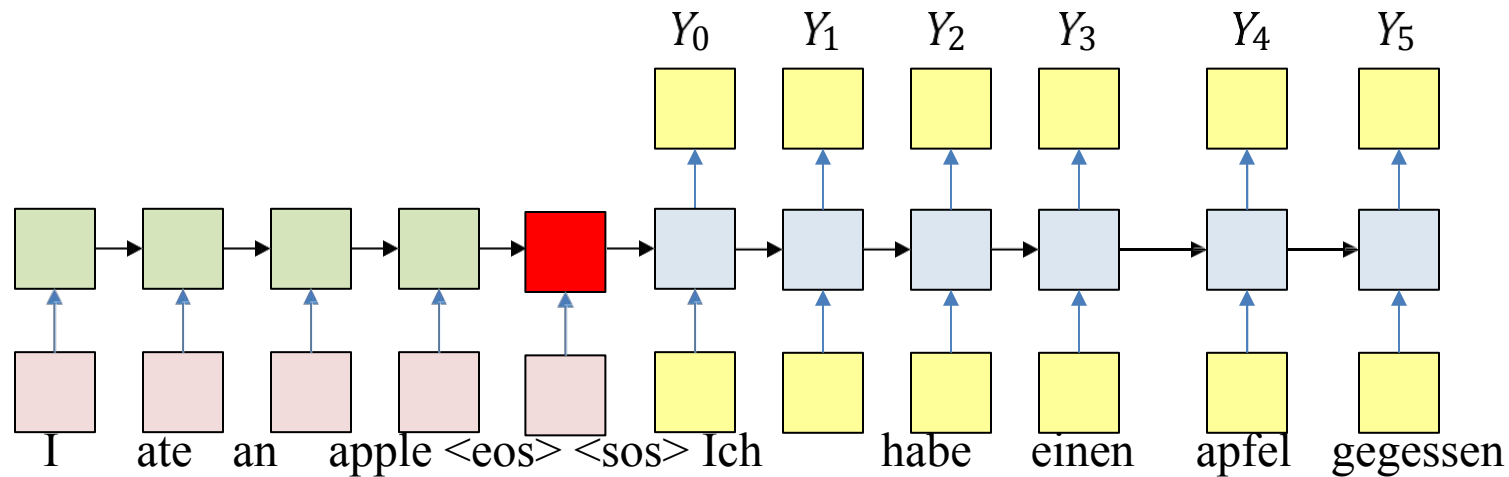 Y₀ Y₁ Y₂ Y₃ Y₄ Y₅
I ate an apple <eos> <sos> Ich habe einen apfel gegessen